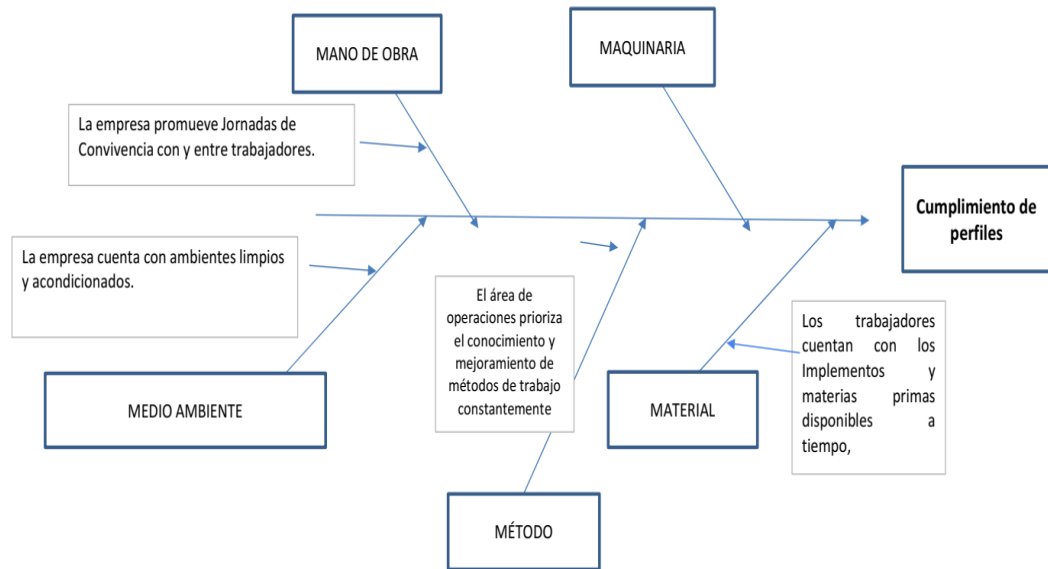 MANO DE OBRA
MAQUINARIA
La empresa promueve Jornadas de
Convivencia con y entre trabajadores.
Cumplimiento de
perfiles
La empresa cuenta con ambientes limpios
y acondicionados.
El área de
operaciones prioriza
el conocimiento y
mejoramiento de
métodos de trabajo
constantemente
Los trabajadores
cuentan con los
Implementos y
materias primas
disponibles a
tiempo,
MEDIO AMBIENTE
MATERIAL
MÉTODO